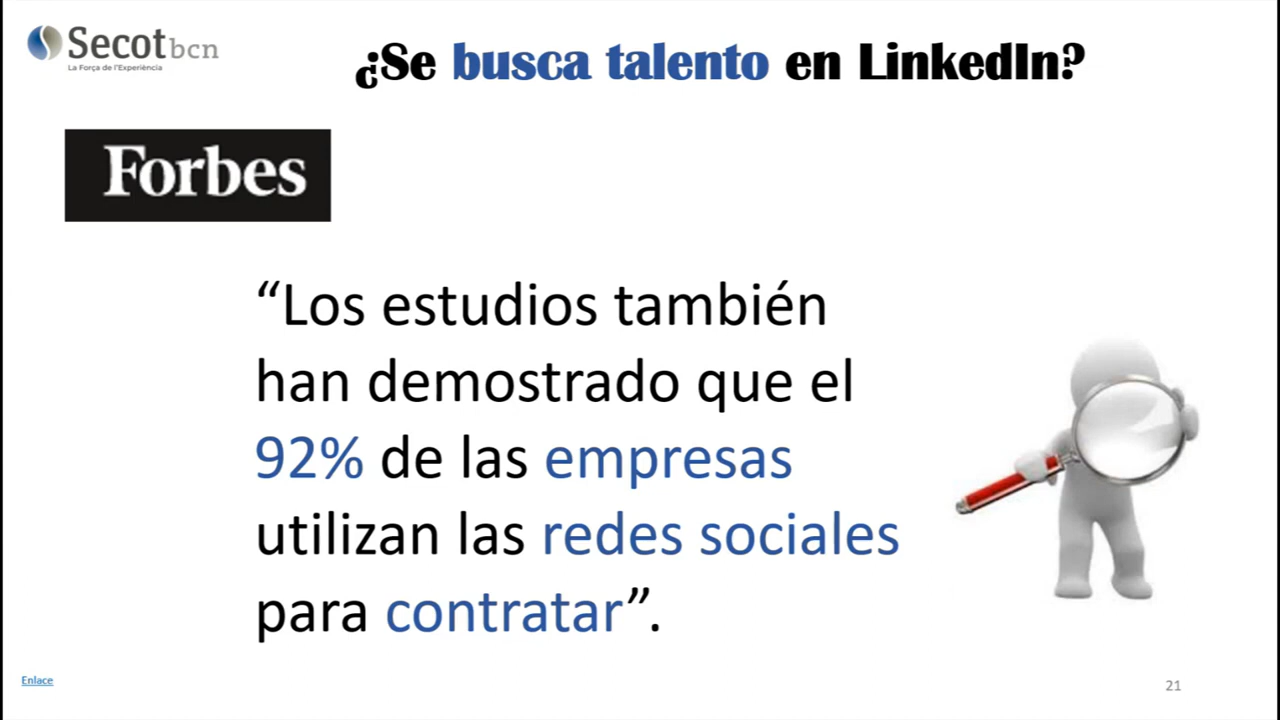 Secot bcn
La Força de l'Experiència
¿Se busca talento en LinkedIn?
Forbes
“Los estudios también
han demostrado que el
92% de las empresas
utilizan las redes sociales
para contratar”.
Enlace
21